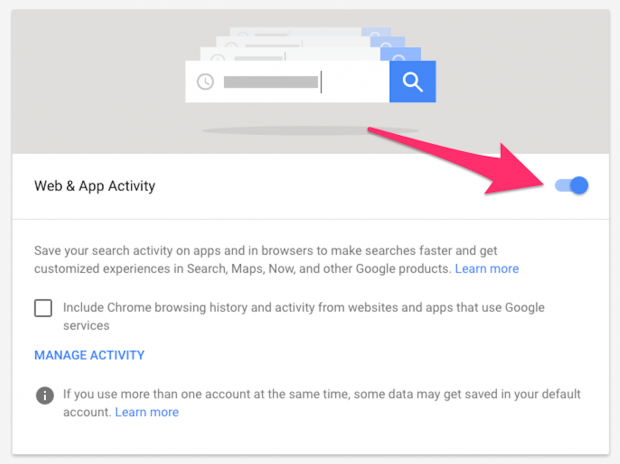 Web & App Activity
Save your search activity on apps and in browsers to make searches faster and get
customized experiences in Search, Maps, Now, and other Google products. Learn more
Include Chrome browsing history and activity from websites and apps that use Google
services
MANAGE ACTIVITY
If you use more than one account at the same time, some data may get saved in your default
account. Learn more